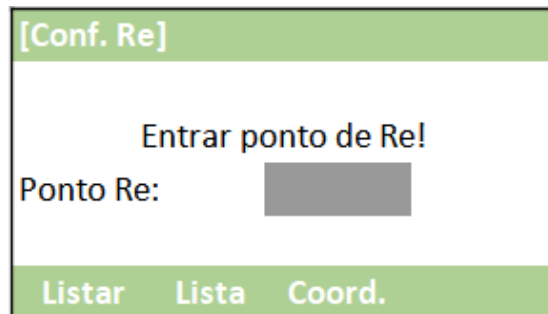 [Conf. Re]
Entrar ponto de Re!
Ponto Re:
Listar Lista Coord.